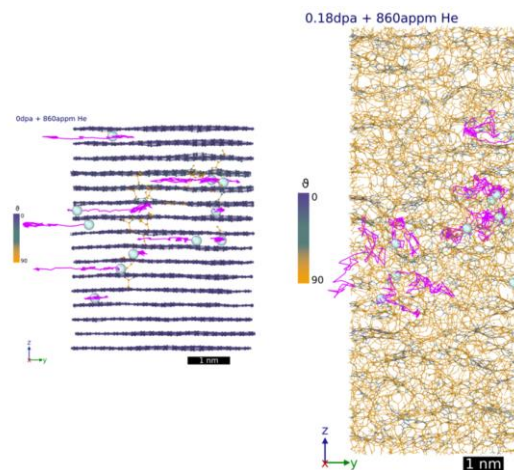 0dpa + 860appm He
ϑ
0
90
1 nm
z
x
y
0.18dpa + 860appm He
ϑ
0
90
z
x
y
1 nm